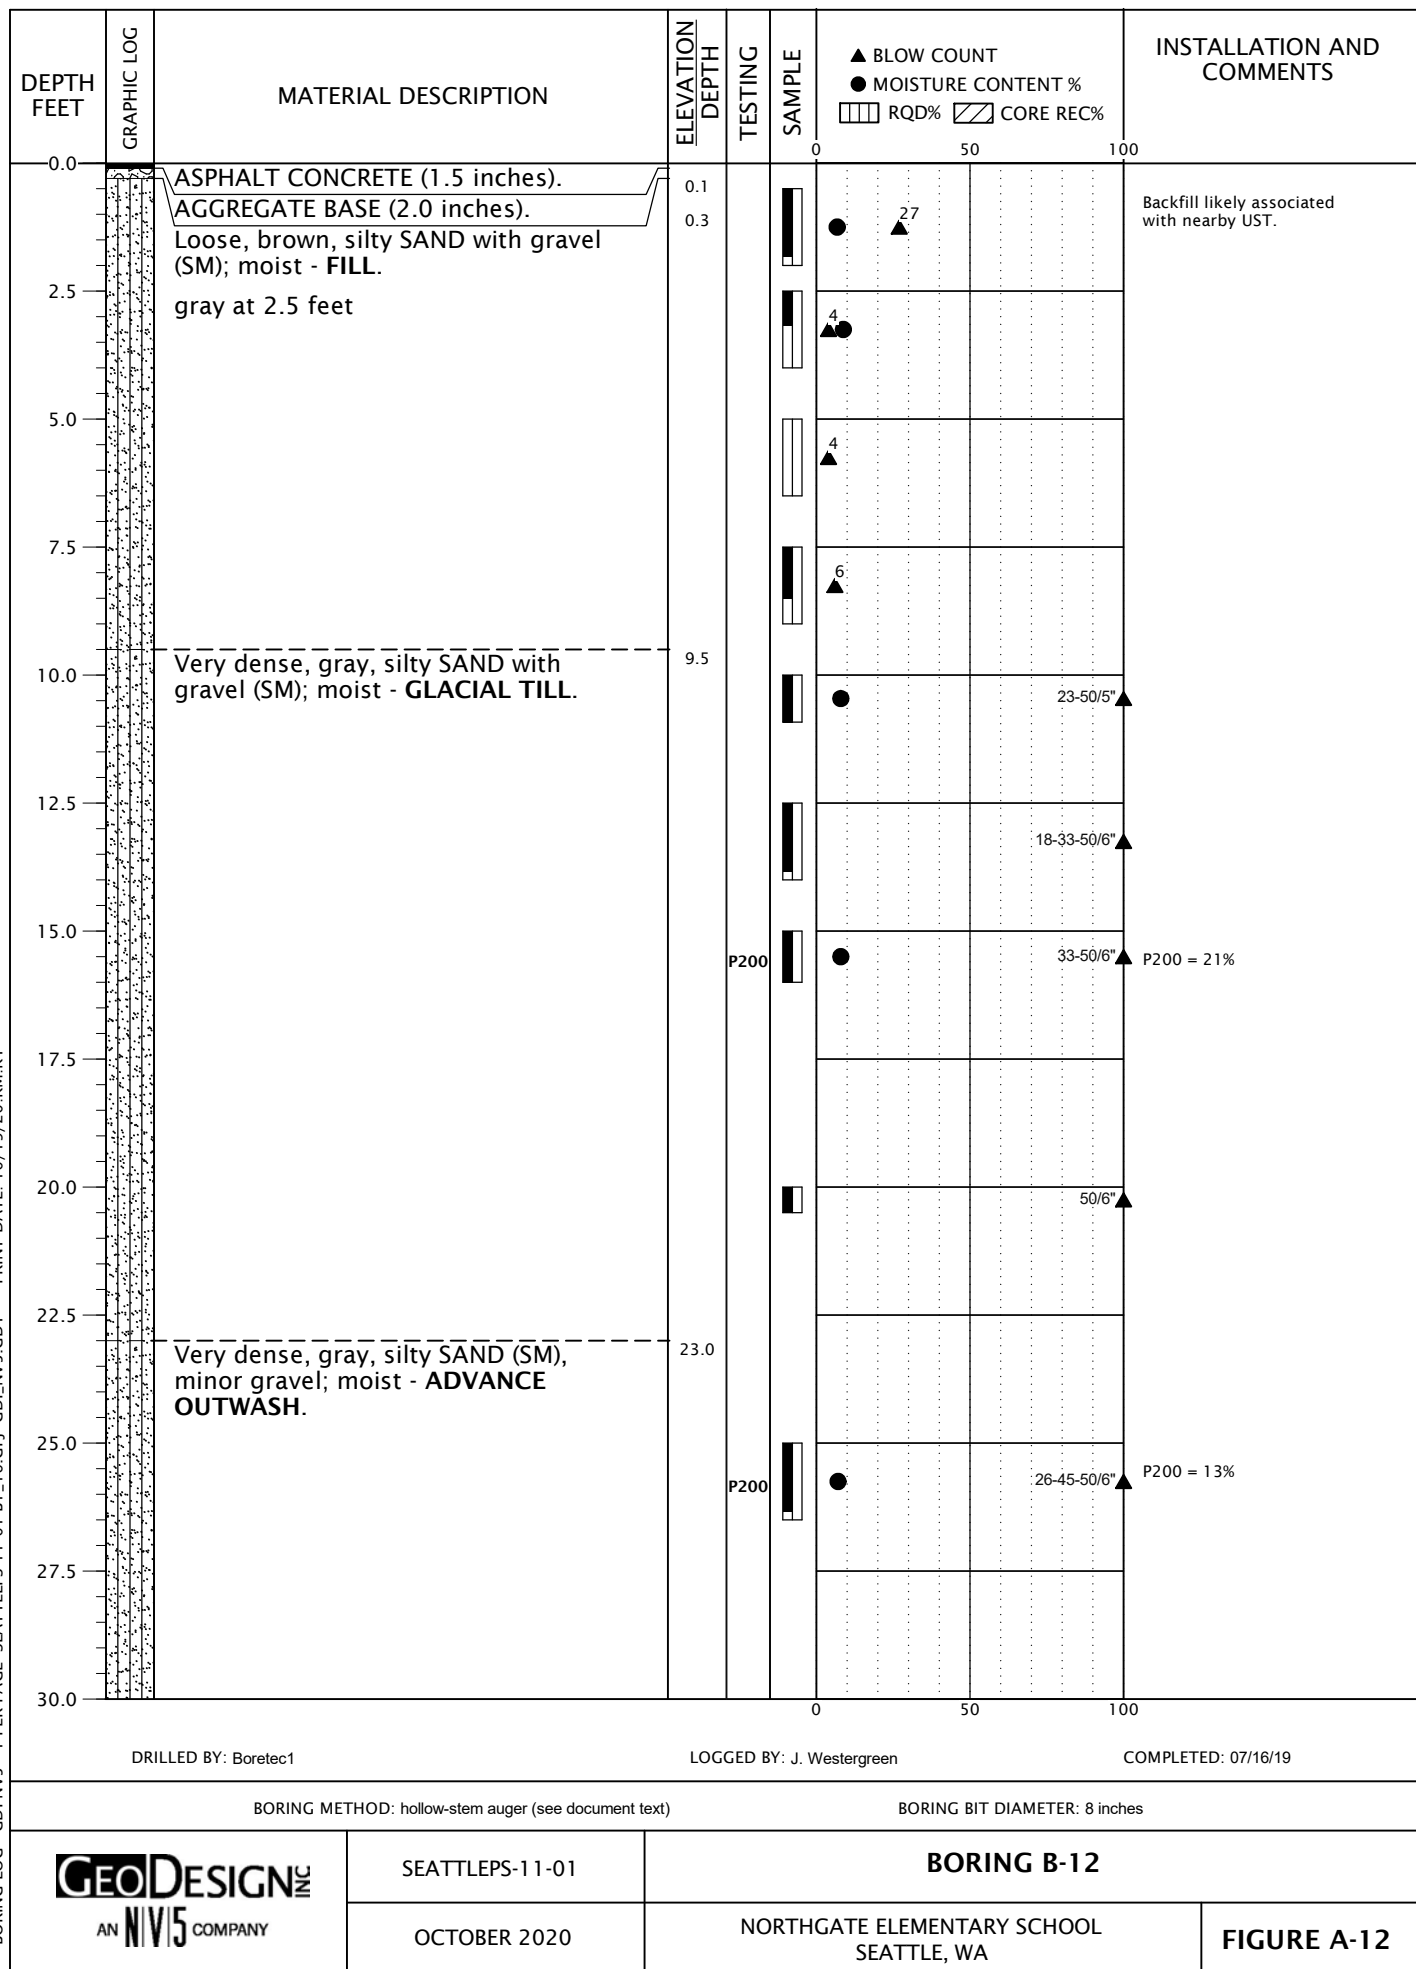 DEPTH
FEET
GRAPHIC LOG
MATERIAL DESCRIPTION
ELEVATION
DEPTH
TESTING
SAMPLE
▲ BLOW COUNT
● MOISTURE CONTENT %
RQD% CORE REC%
INSTALLATION AND
COMMENTS
0 50 100
0.0
ASPHALT CONCRETE (1.5 inches).
0.1
AGGREGATE BASE (2.0 inches).
0.3
Loose, brown, silty SAND with gravel
(SM); moist - FILL.
27
Backfill likely associated
with nearby UST.
2.5
gray at 2.5 feet
4
5.0
4
7.5
6
Very dense, gray, silty SAND with
gravel (SM); moist - GLACIAL TILL.
9.5
10.0
23-50/5"
12.5
18-33-50/6"
15.0
P200
33-50/6"
P200 = 21%
17.5
20.0
50/6"
22.5
Very dense, gray, silty SAND (SM),
minor gravel; moist - ADVANCE
OUTWASH.
23.0
25.0
P200
26-45-50/6"
P200 = 13%
27.5
30.0
0 50 100
DRILLED BY: Boretec1
LOGGED BY: J. Westergreen
COMPLETED: 07/16/19
BORING METHOD: hollow-stem auger (see document text)
BORING BIT DIAMETER: 8 inches
GEODESIGN INC
AN NV5 COMPANY
SEATTLEPS-11-01
OCTOBER 2020
BORING B-12
NORTHGATE ELEMENTARY SCHOOL
SEATTLE, WA
FIGURE A-12